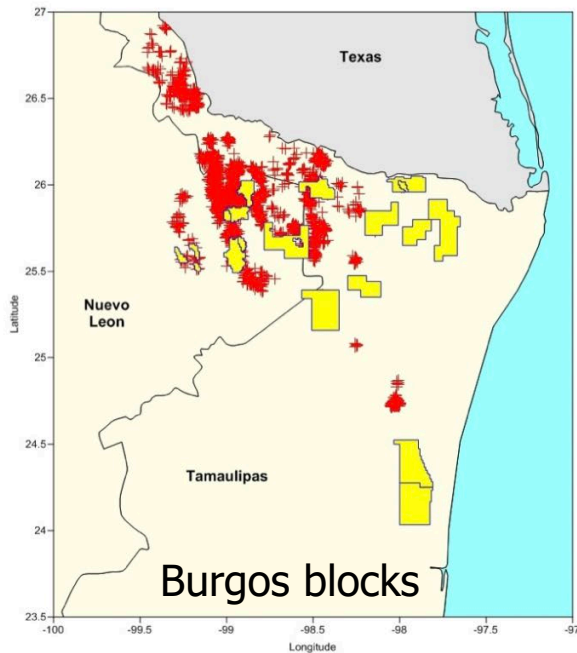 27
Texas
26.5
26
25.5
Latitude
Nuevo
Leon
25
24.5
Tamaulipas
24
Burgos blocks
23.5
-100
-99.5
-99
-98.5
-98
-97.5
-97
Longitude